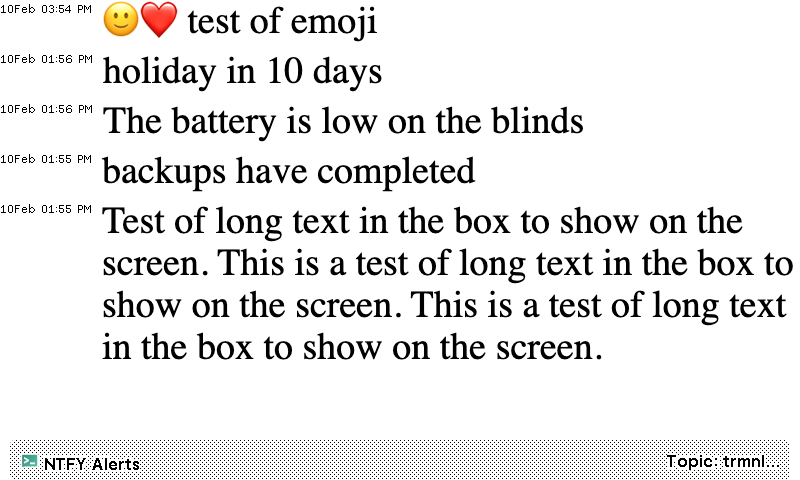 10Feb 03:54 PM 🙂❤️ test of emoji
10Feb 01:56 PM holiday in 10 days
10Feb 01:56 PM The battery is low on the blinds
10Feb 01:55 PM backups have completed
10Feb 01:55 PM Test of long text in the box to show on the
screen. This is a test of long text in the box to
show on the screen. This is a test of long text
in the box to show on the screen.
NTFY Alerts Topic: trmnl...